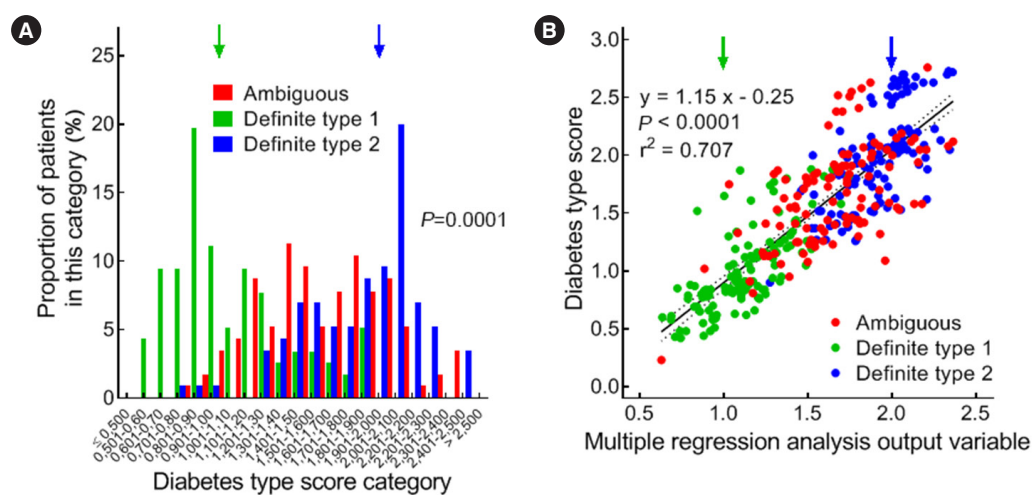 A
25
20
15
10
5
0
Proportion of patients
in this category (%)
Ambiguous
Definite type 1
Definite type 2
P=0.0001
≤ 0.500
0.501-0.60
0.601-0.70
0.701-0.80
0.801-0.90
0.901-1.00
1.001-1.10
1.101-1.20
1.201-1.30
1.301-1.40
1.401-1.50
1.501-1.600
1.601-1.700
1.701-1.800
1.801-1.900
1.901-2.000
2.001-2.100
2.101-2.200
2.201-2.300
2.301-2.400
2.401-2.500
> 2.500
Diabetes type score category
B
3.0
2.5
2.0
1.5
1.0
0.5
0.0
Diabetes type score
y = 1.15 x - 0.25
P < 0.0001
r² = 0.707
Ambiguous
Definite type 1
Definite type 2
0.5 1.0 1.5 2.0 2.5
Multiple regression analysis output variable